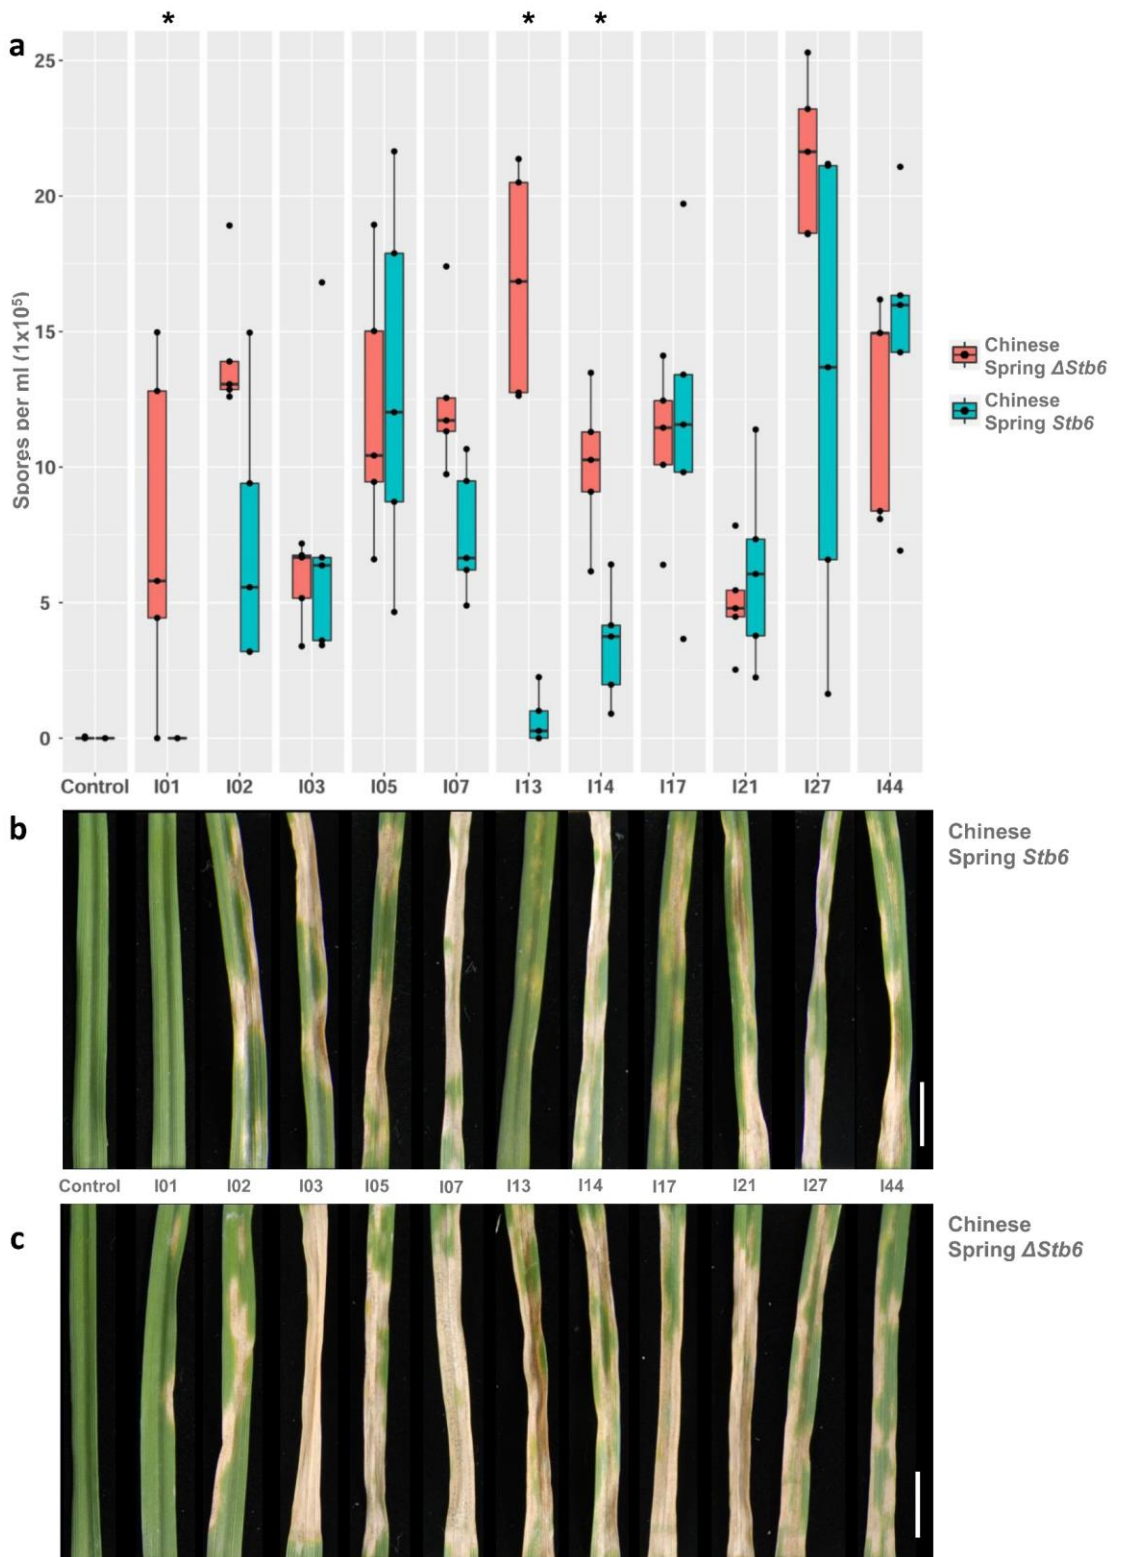 * * *
a
25
20
15
10
5
0
Spores per ml (1x10⁵)
Control I01 I02 I03 I05 I07 I13 I14 I17 I21 I27 I44
Chinese
Spring ΔStb6
Chinese
Spring Stb6
b
Chinese
Spring Stb6
Control I01 I02 I03 I05 I07 I13 I14 I17 I21 I27 I44
c
Chinese
Spring ΔStb6